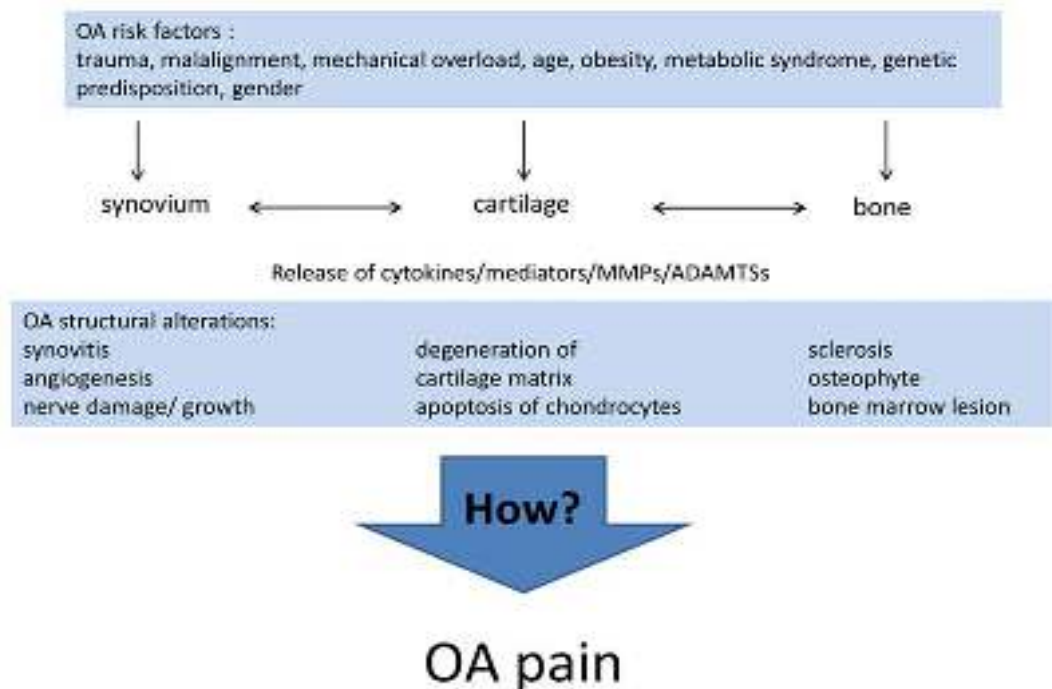 OA risk factors :
trauma, malalignment, mechanical overload, age, obesity, metabolic syndrome, genetic
predisposition, gender
synovium cartilage bone
Release of cytokines/mediators/MMPs/ADAMTSs
OA structural alterations:
synovitis degeneration of sclerosis
angiogenesis cartilage matrix osteophyte
nerve damage/ growth apoptosis of chondrocytes bone marrow lesion
How?
OA pain